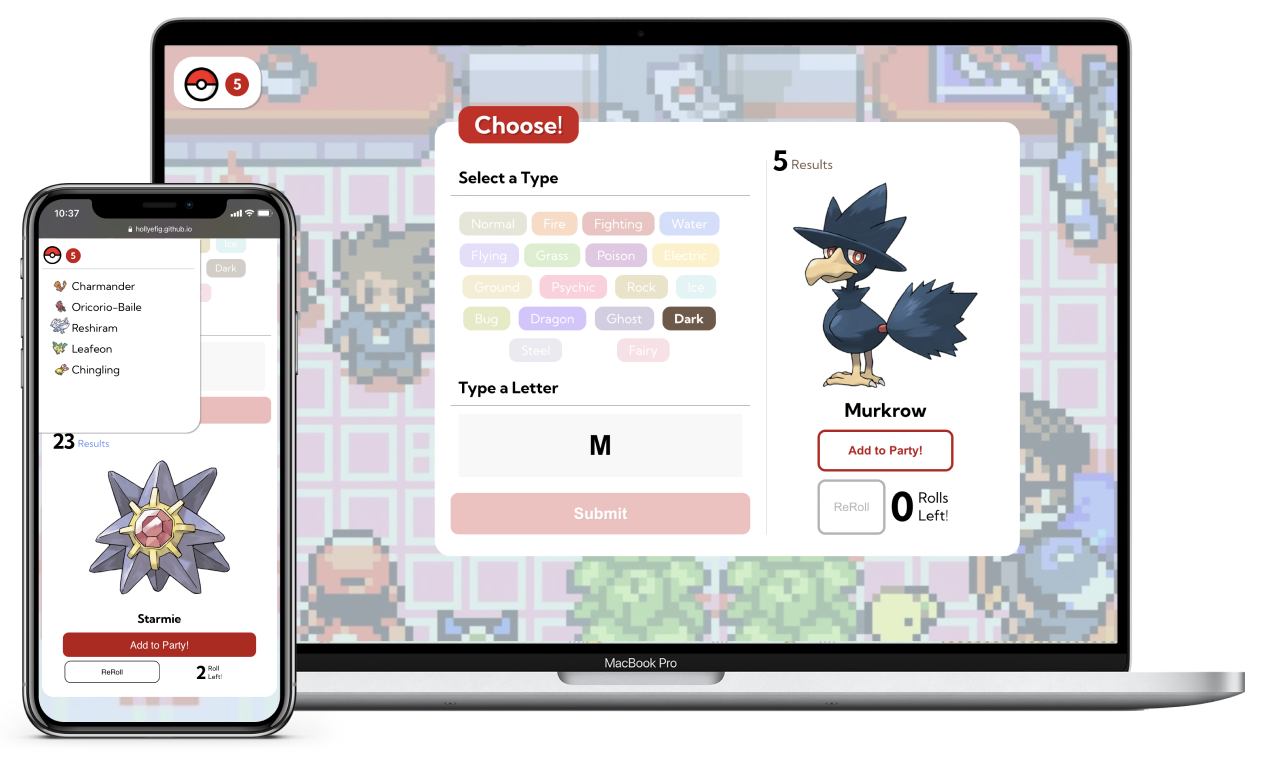 5
Choose!
5 Results
Select a Type
Normal Fire Fighting Water
Flying Grass Poison Electric
Ground Psychic Rock Ice
Bug Dragon Ghost Dark
Steel Fairy
Type a Letter
M
Submit
Murkrow
Add to Party!
ReRoll
0 Rolls
Left!
MacBook Pro
10:37
hollyefig.github.io
5
Ice
Dark
Charmander
Oricorio-Baile
Reshiram
Leafeon
Chingling
23 Results
Starmie
Add to Party!
ReRoll
2 Roll
Left!